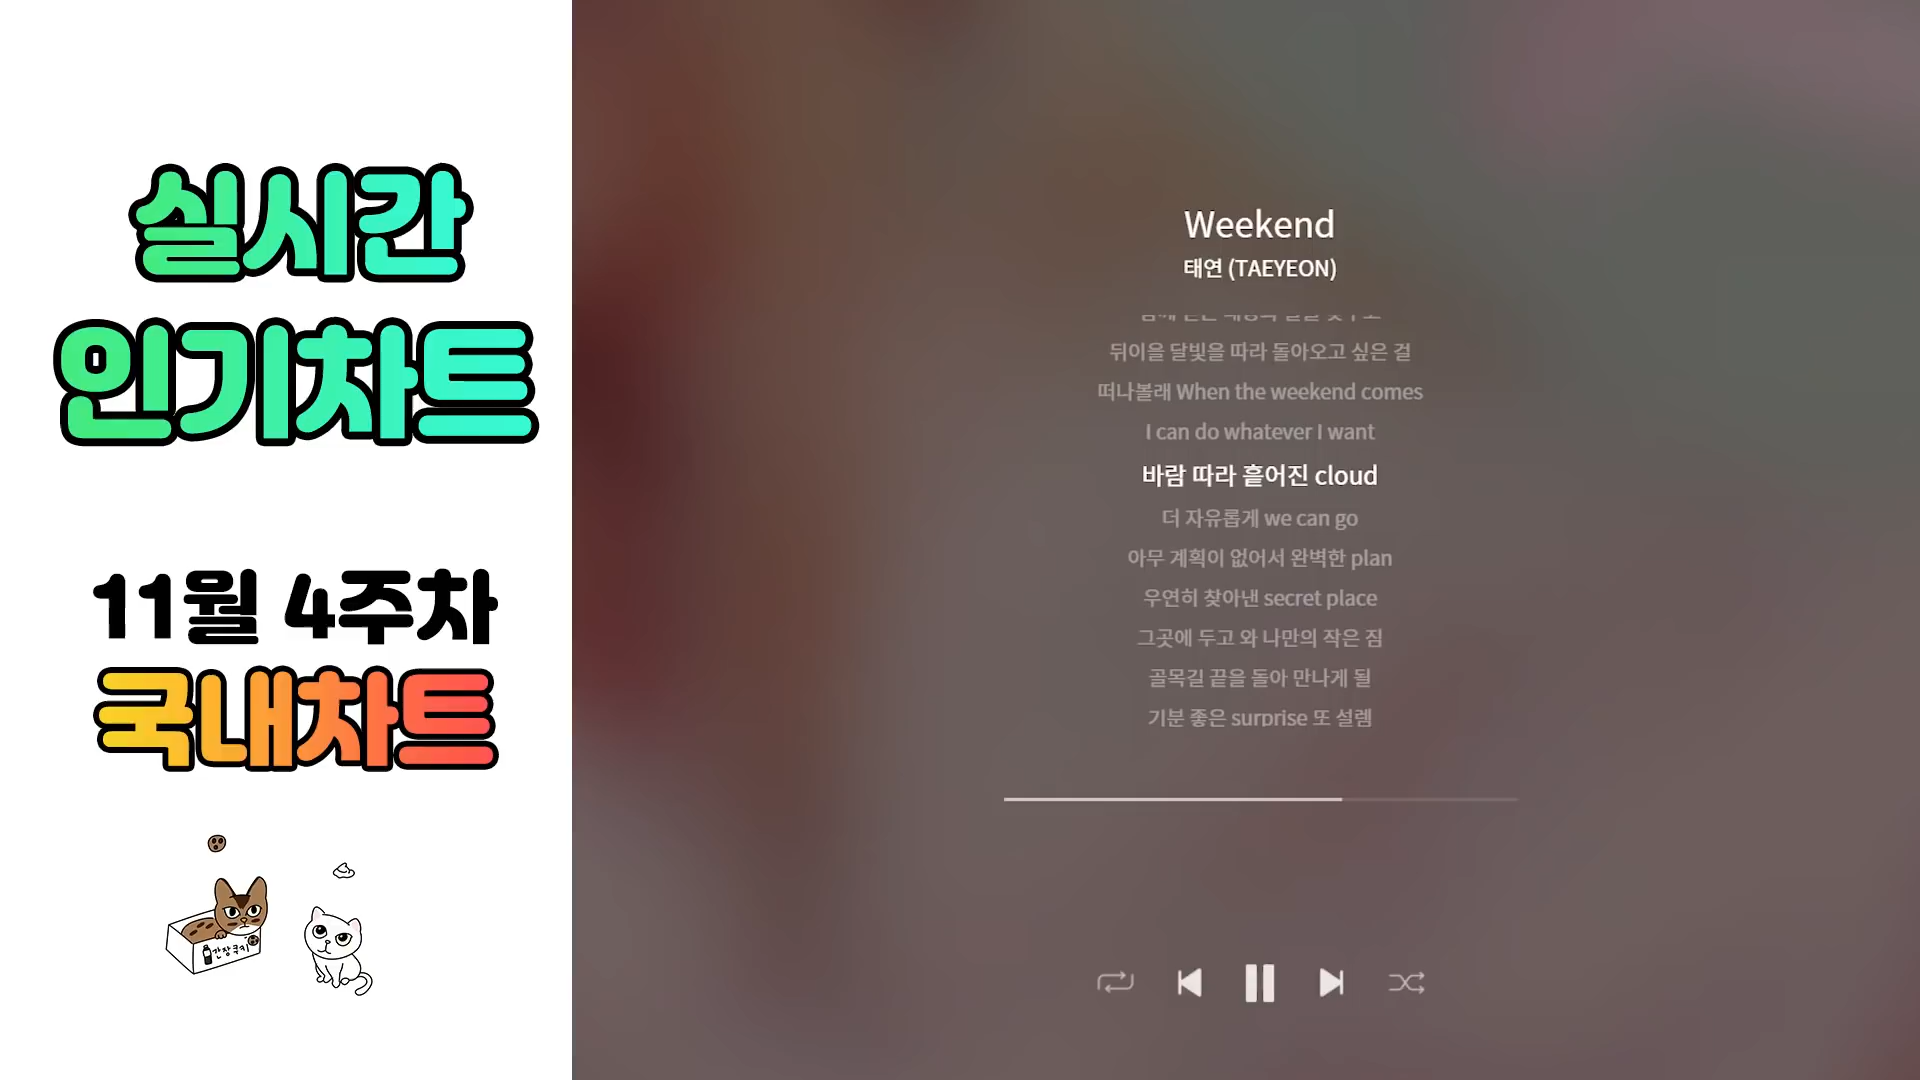 실시간
인기차트
11월 4주차
국내차트
간장쿠키
Weekend
태연 (TAEYEON)
뒤이을 달빛을 따라 돌아오고 싶은 걸
떠나볼래 When the weekend comes
I can do whatever I want
바람 따라 흩어진 cloud
더 자유롭게 we can go
아무 계획이 없어서 완벽한 plan
우연히 찾아낸 secret place
그곳에 두고 와 나만의 작은 짐
골목길 끝을 돌아 만나게 될
기분 좋은 surprise 또 설렘